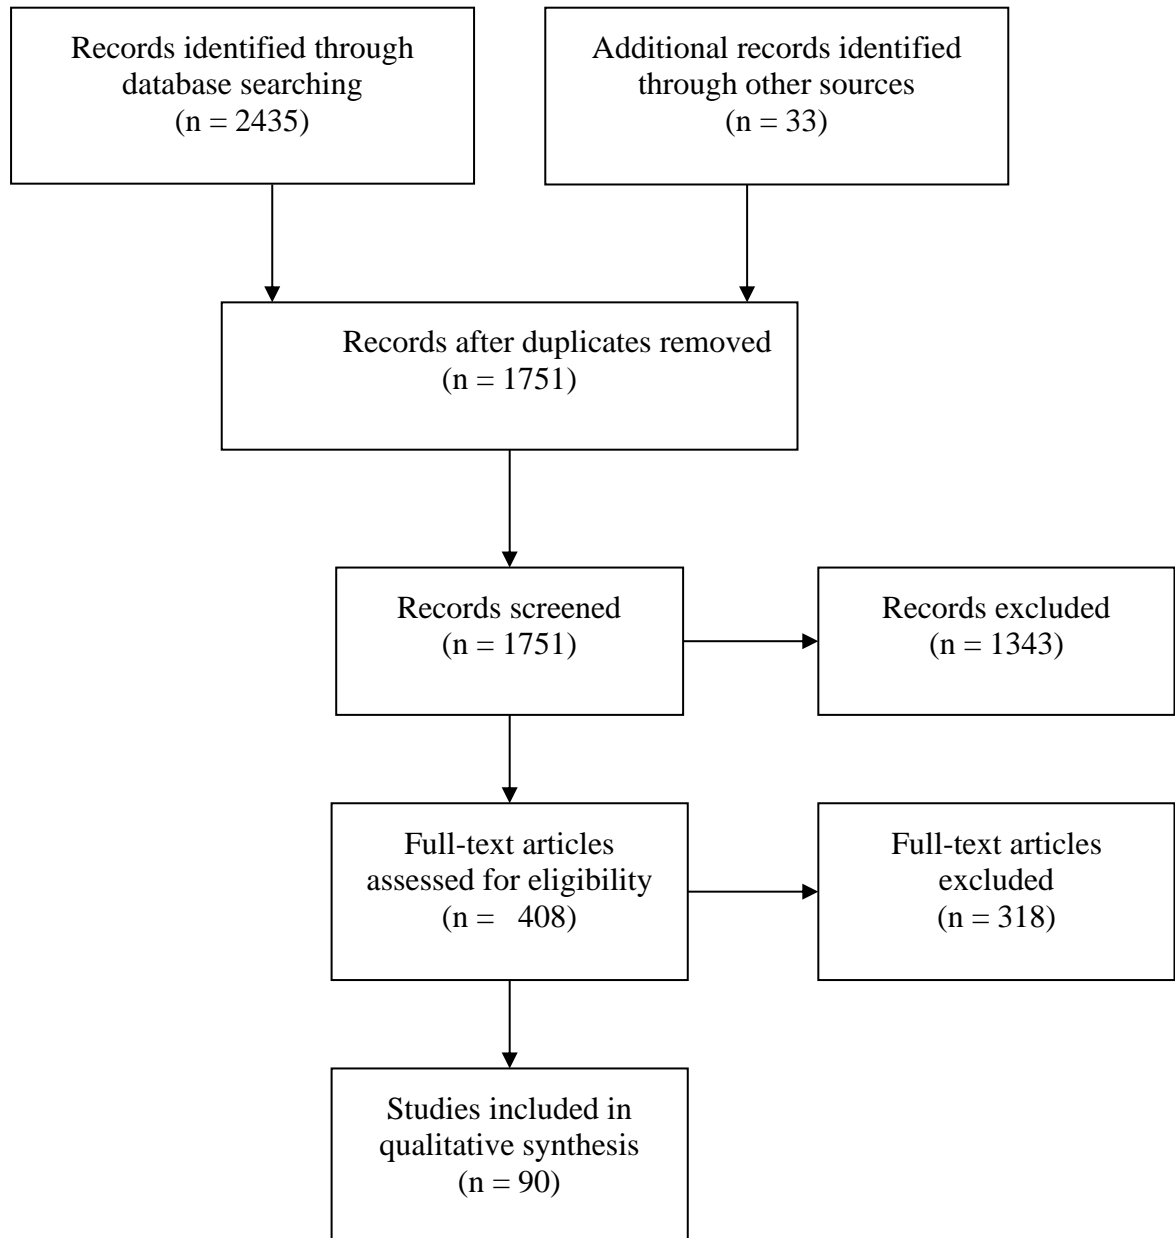 Records identified through
database searching
(n = 2435)
Additional records identified
through other sources
(n = 33)
Records after duplicates removed
(n = 1751)
Records screened
(n = 1751)
Records excluded
(n = 1343)
Full-text articles
assessed for eligibility
(n =   408)
Full-text articles
excluded
(n = 318)
Studies included in
qualitative synthesis
(n = 90)